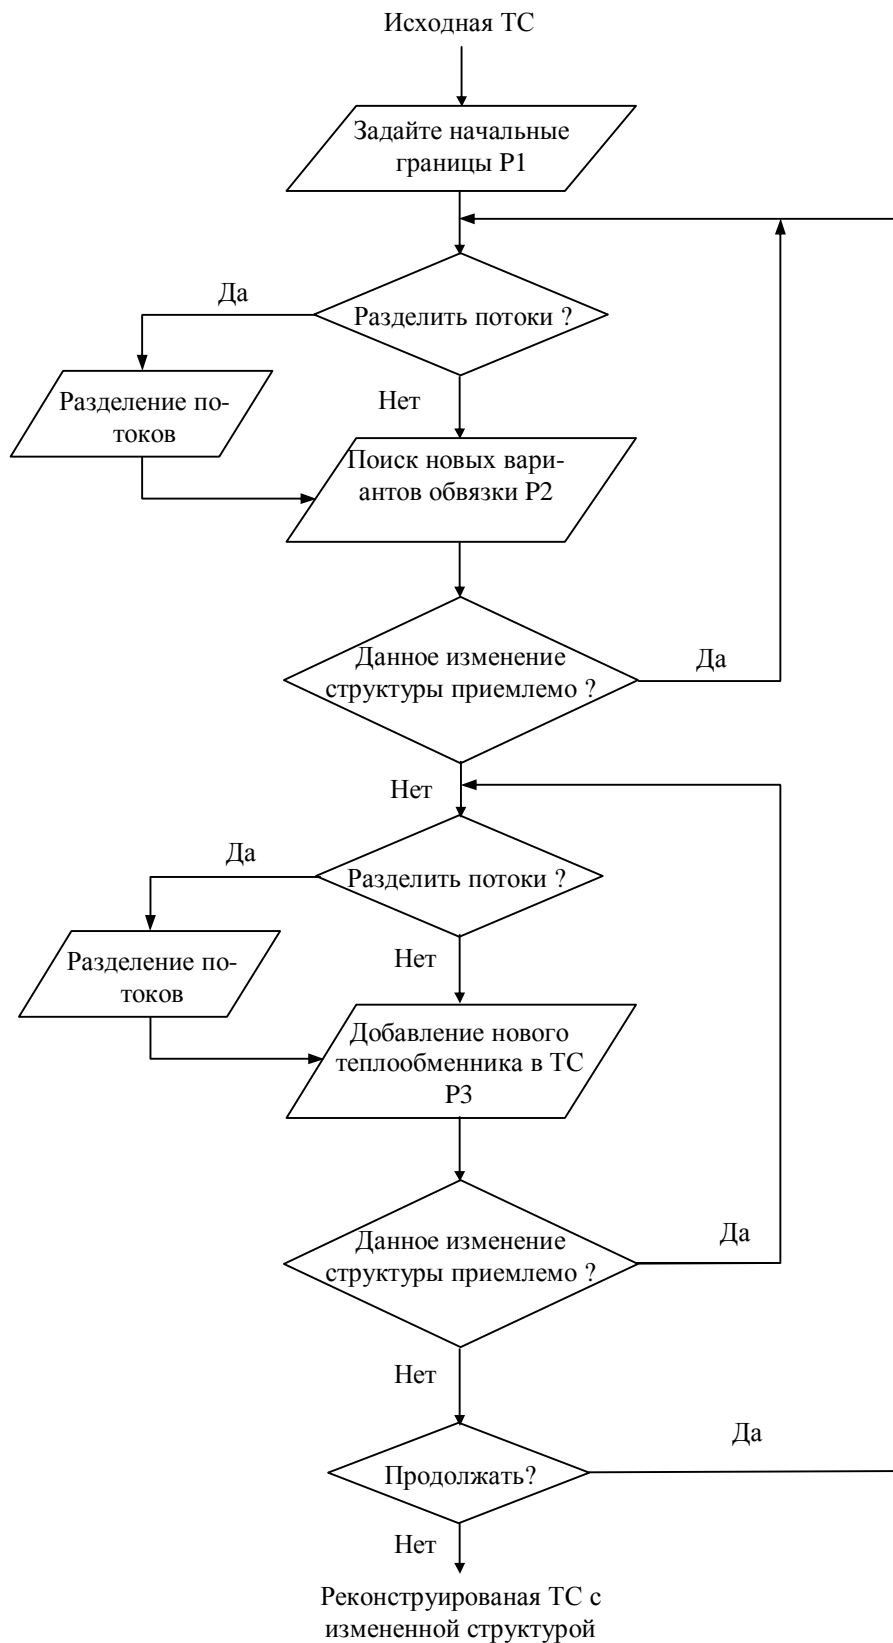 Исходная ТС
Задайте начальные
границы Р1
Да
Разделить потоки ?
Разделение по-
токов
Нет
Поиск новых вари-
антов обвязки Р2
Данное изменение
структуры приемлемо ?
Да
Нет
Да
Разделить потоки ?
Разделение по-
токов
Нет
Добавление нового
теплообменника в ТС
Р3
Данное изменение
структуры приемлемо ?
Да
Нет
Да
Продолжать?
Нет
Реконструированая ТС с
измененной структурой